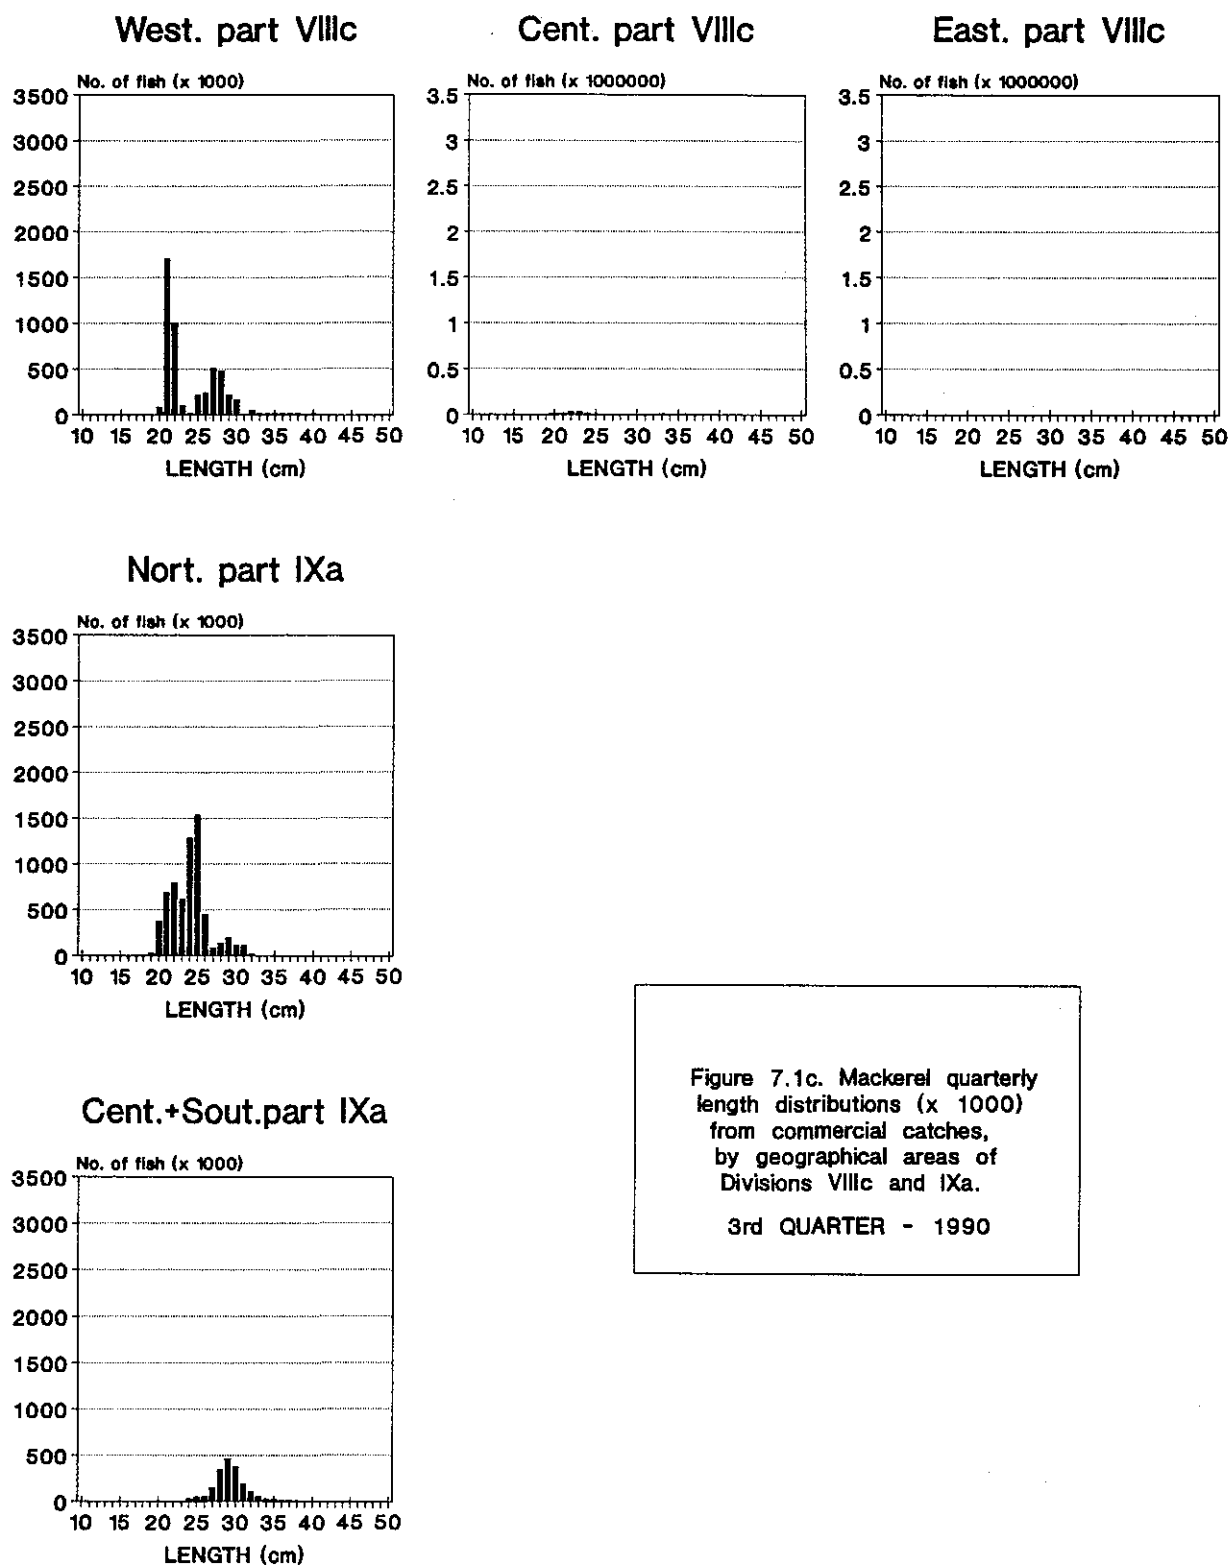 West. part VIIIc
No. of fish (x 1000)
3500
3000
2500
2000
1500
1000
500
0
10 15 20 25 30 35 40 45 50
LENGTH (cm)
Cent. part VIIIc
No. of fish (x 1000000)
3.5
3
2.5
2
1.5
1
0.5
0
10 15 20 25 30 35 40 45 50
LENGTH (cm)
East. part VIIIc
No. of fish (x 1000000)
3.5
3
2.5
2
1.5
1
0.5
0
10 15 20 25 30 35 40 45 50
LENGTH (cm)
Nort. part IXa
No. of fish (x 1000)
3500
3000
2500
2000
1500
1000
500
0
10 15 20 25 30 35 40 45 50
LENGTH (cm)
Cent.+Sout.part IXa
No. of fish (x 1000)
3500
3000
2500
2000
1500
1000
500
0
10 15 20 25 30 35 40 45 50
LENGTH (cm)
Figure 7.1c. Mackerel quarterly
length distributions (x 1000)
from commercial catches,
by geographical areas of
Divisions VIIIc and IXa.
3rd QUARTER - 1990